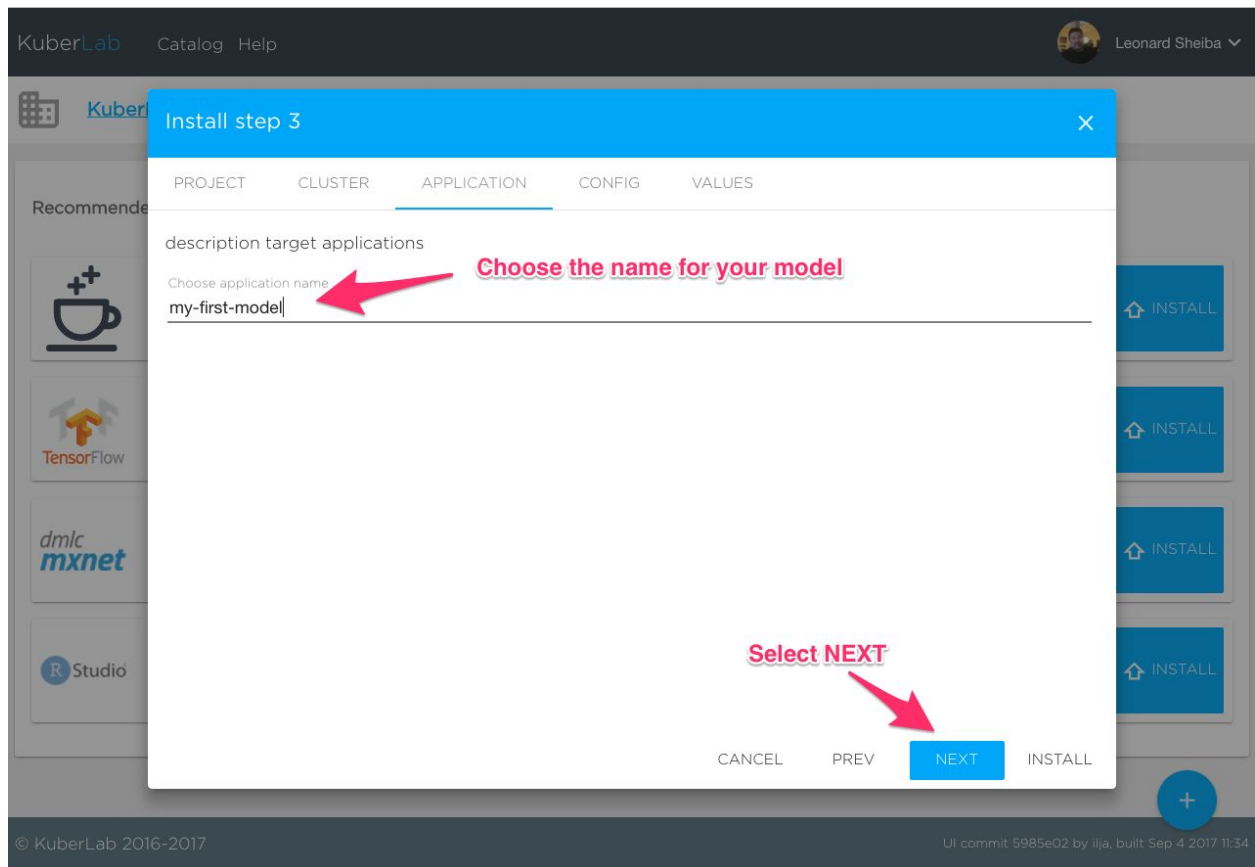 KuberLab Catalog Help Leonard Sheiba
Kuberl
Install step 3
PROJECT CLUSTER APPLICATION CONFIG VALUES
Recommende
description target applications
Choose the name for your model
Choose application name
my-first-model
INSTALL
TensorFlow
INSTALL
dmlc
mxnet
INSTALL
R Studio
INSTALL
Select NEXT
CANCEL PREV NEXT INSTALL
+
© KuberLab 2016-2017 UI commit 5985e02 by ilja, built Sep 4 2017 11:34